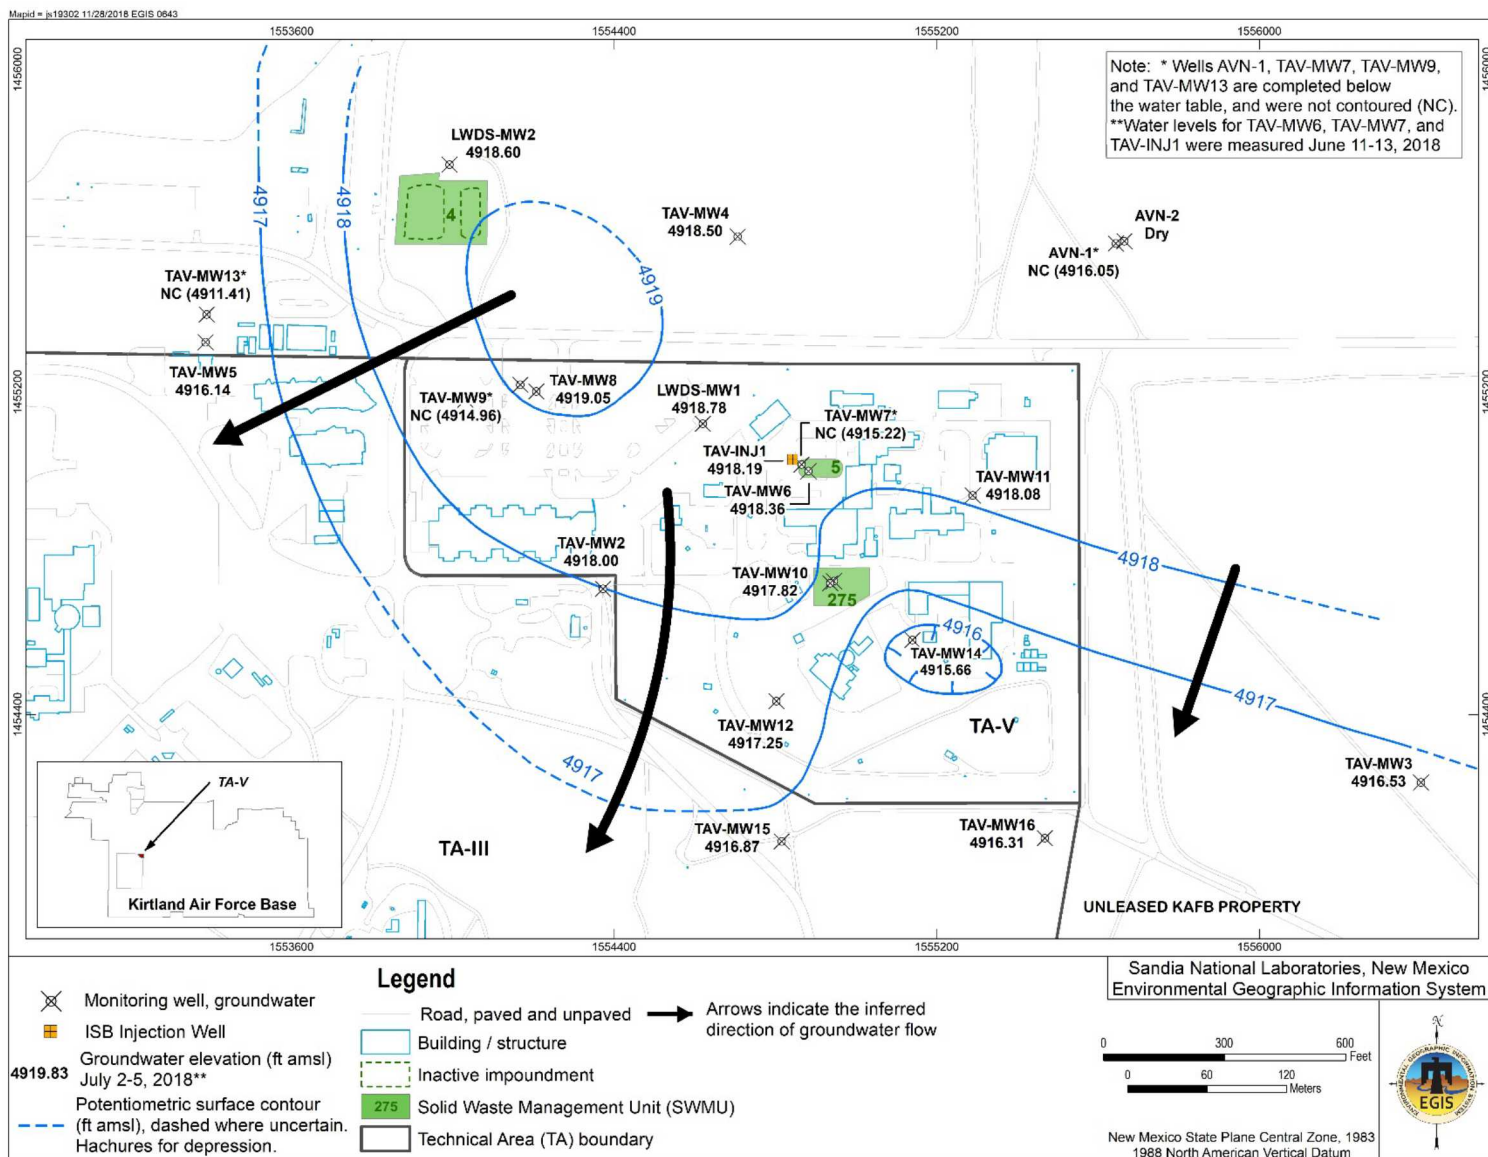 Mapid = js19302 11/28/2018 EGIS 0643
1553600
1554400
1555200
1556000
1456000
1456000
Note: * Wells AVN-1, TAV-MW7, TAV-MW9,
and TAV-MW13 are completed below
the water table, and were not contoured (NC).
**Water levels for TAV-MW6, TAV-MW7, and
TAV-INJ1 were measured June 11-13, 2018
LWDS-MW2
4918.60
4917
4918
4
TAV-MW4
4918.50
AVN-2
Dry
AVN-1*
NC (4916.05)
4919
TAV-MW13*
NC (4911.41)
TAV-MW5
4916.14
1455200
1455200
TAV-MW9*
NC (4914.96)
TAV-MW8
4919.05
LWDS-MW1
4918.78
TAV-MW7*
NC (4915.22)
TAV-INJ1
4918.19
5
TAV-MW6
4918.36
TAV-MW11
4918.08
TAV-MW2
4918.00
TAV-MW10
4917.82
275
4918
4916
TAV-MW14
4915.66
4917
1454400
1454400
TAV-MW12
4917.25
TA-V
4917
TAV-MW3
4916.53
TAV-MW15
4916.87
TAV-MW16
4916.31
TA-III
TA-V
Kirtland Air Force Base
UNLEASED KAFB PROPERTY
1553600
1554400
1555200
1556000
Legend
Monitoring well, groundwater
ISB Injection Well
4919.83
Groundwater elevation (ft amsl)
July 2-5, 2018**
Potentiometric surface contour
(ft amsl), dashed where uncertain.
Hachures for depression.
Road, paved and unpaved
Building / structure
Inactive impoundment
275
Solid Waste Management Unit (SWMU)
Technical Area (TA) boundary
Arrows indicate the inferred
direction of groundwater flow
Sandia National Laboratories, New Mexico
Environmental Geographic Information System
0 300 600
Feet
0 60 120
Meters
New Mexico State Plane Central Zone, 1983
1988 North American Vertical Datum
N
ENVIRONMENTAL GEOGRAPHIC INFORMATION SYSTEM
EGIS